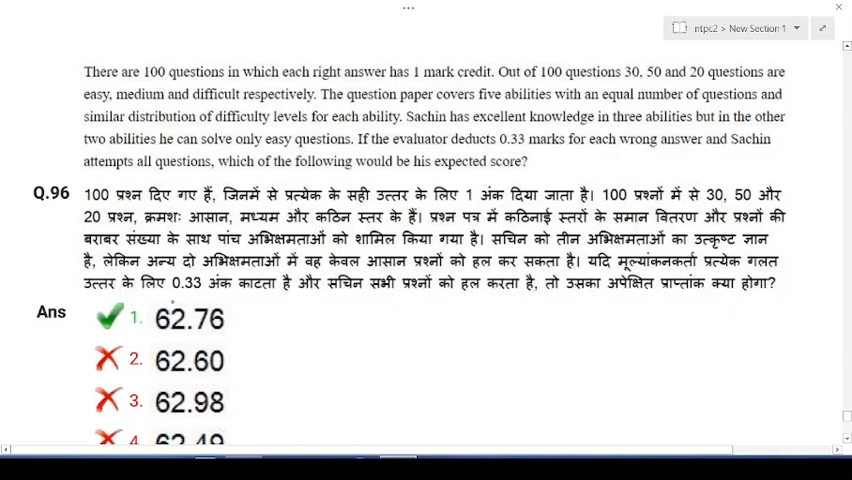 ntpc2 > New Section 1
There are 100 questions in which each right answer has 1 mark credit. Out of 100 questions 30, 50 and 20 questions are
easy, medium and difficult respectively. The question paper covers five abilities with an equal number of questions and
similar distribution of difficulty levels for each ability. Sachin has excellent knowledge in three abilities but in the other
two abilities he can solve only easy questions. If the evaluator deducts 0.33 marks for each wrong answer and Sachin
attempts all questions, which of the following would be his expected score?
Q.96 100 प्रश्न दिए गए हैं, जिनमें से प्रत्येक के सही उत्तर के लिए 1 अंक दिया जाता है। 100 प्रश्नों में से 30, 50 और
20 प्रश्न, क्रमशः आसान, मध्यम और कठिन स्तर के हैं। प्रश्न पत्र में कठिनाई स्तरों के समान वितरण और प्रश्नों की
बराबर संख्या के साथ पांच अभिक्षमताओं को शामिल किया गया है। सचिन को तीन अभिक्षमताओं का उत्कृष्ट ज्ञान
है, लेकिन अन्य दो अभिक्षमताओं में वह केवल आसान प्रश्नों को हल कर सकता है। यदि मूल्यांकनकर्ता प्रत्येक गलत
उत्तर के लिए 0.33 अंक काटता है और सचिन सभी प्रश्नों को हल करता है, तो उसका अपेक्षित प्राप्तांक क्या होगा?
Ans 1. 62.76
2. 62.60
3. 62.98
4. 62.49